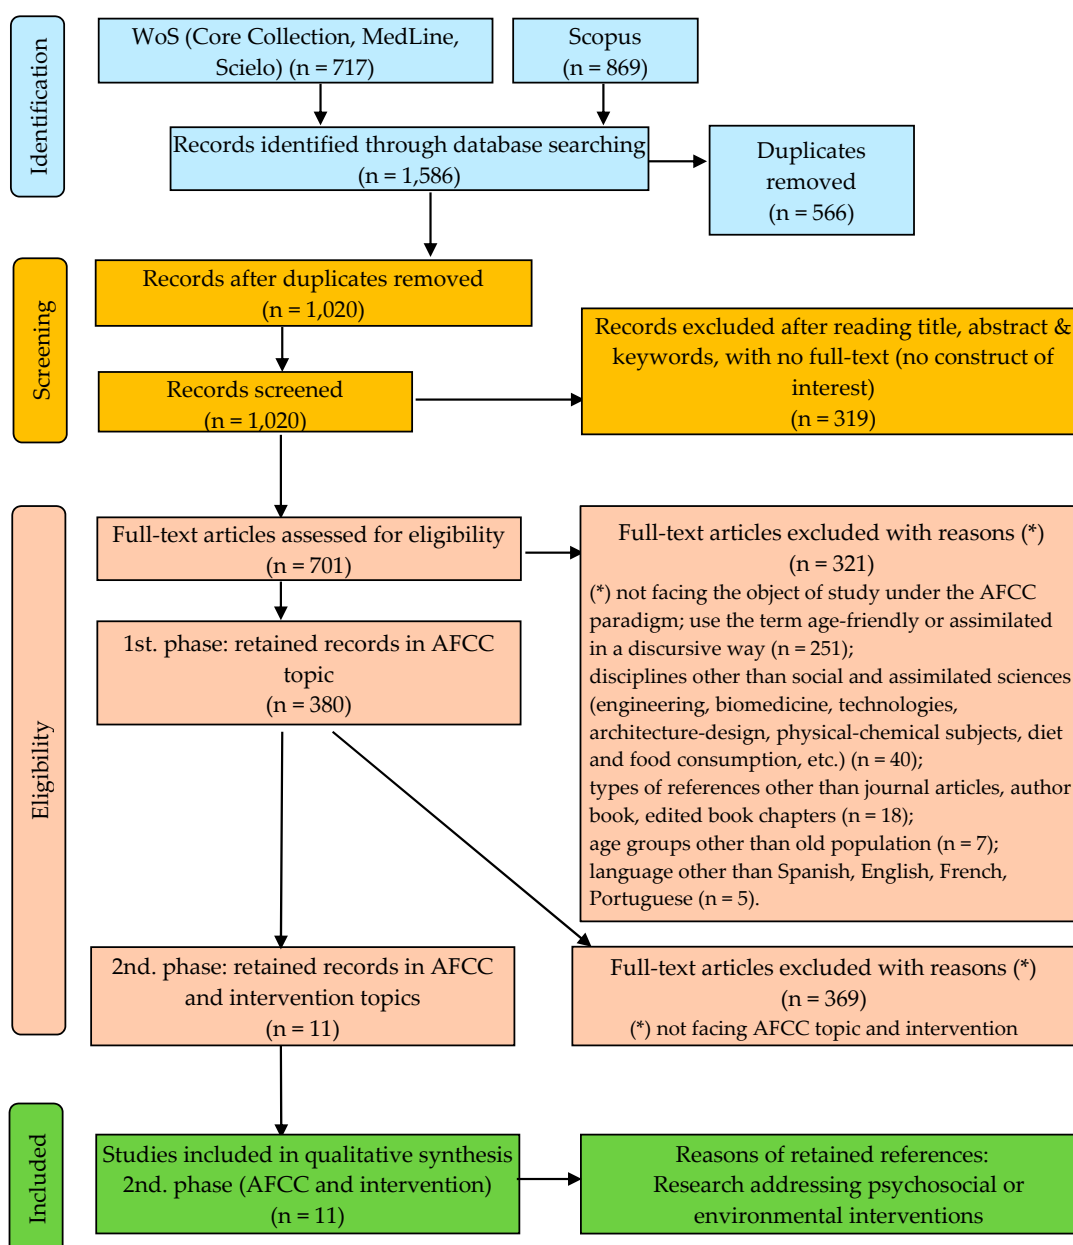 Identification
WoS (Core Collection, MedLine,
Scielo) (n = 717)
Scopus
(n = 869)
Records identified through database searching
(n = 1,586)
Duplicates
removed
(n = 566)
Screening
Records after duplicates removed
(n = 1,020)
Records screened
(n = 1,020)
Records excluded after reading title, abstract &
keywords, with no full-text (no construct of
interest)
(n = 319)
Eligibility
Full-text articles assessed for eligibility
(n = 701)
Full-text articles excluded with reasons (*)
(n = 321)
(*) not facing the object of study under the AFCC
paradigm; use the term age-friendly or assimilated
in a discursive way (n = 251);
disciplines other than social and assimilated sciences
(engineering, biomedicine, technologies,
architecture-design, physical-chemical subjects, diet
and food consumption, etc.) (n = 40);
types of references other than journal articles, author
book, edited book chapters (n = 18);
age groups other than old population (n = 7);
language other than Spanish, English, French,
Portuguese (n = 5).
1st. phase: retained records in AFCC
topic
(n = 380)
2nd. phase: retained records in AFCC
and intervention topics
(n = 11)
Full-text articles excluded with reasons (*)
(n = 369)
(*) not facing AFCC topic and intervention
Included
Studies included in qualitative synthesis
2nd. phase (AFCC and intervention)
(n = 11)
Reasons of retained references:
Research addressing psychosocial or
environmental interventions